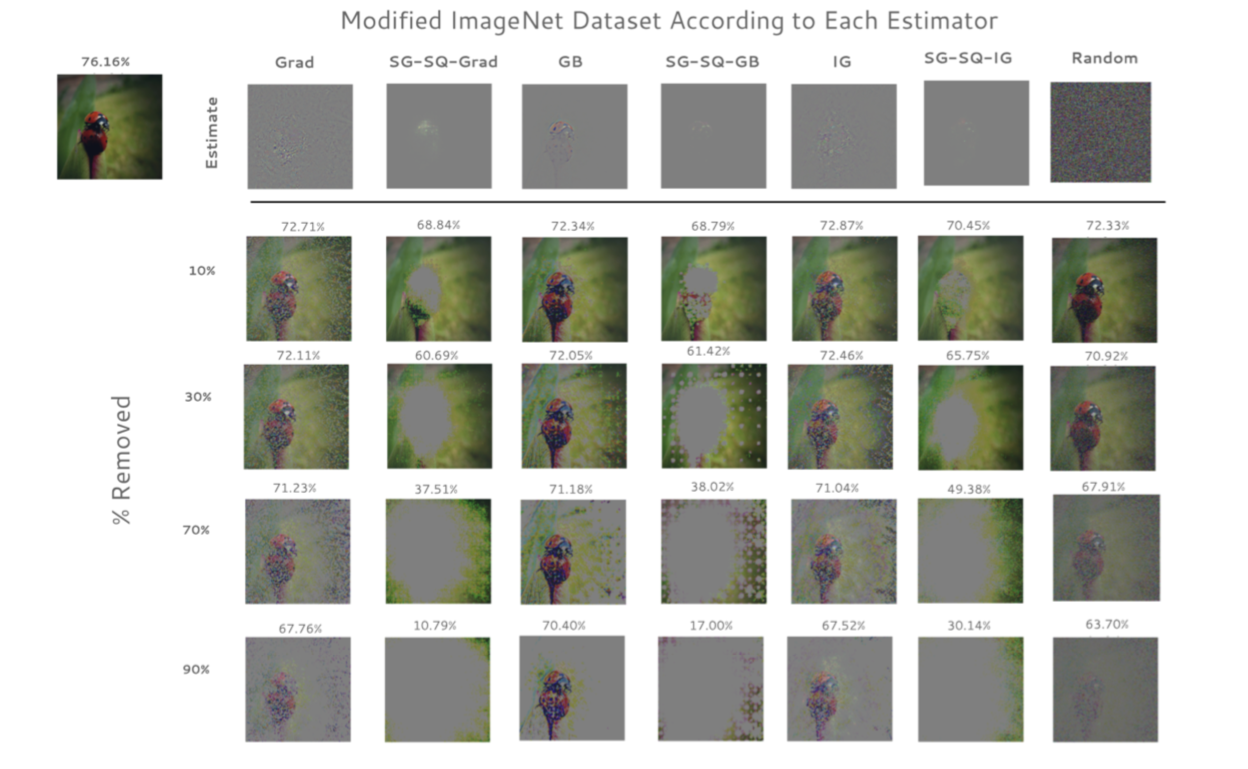 Modified ImageNet Dataset According to Each Estimator
76.16%
Grad SG-SQ-Grad GB SG-SQ-GB IG SG-SQ-IG Random
Estimate
72.71% 68.84% 72.34% 68.79% 72.87% 70.45% 72.33%
10%
72.11% 60.69% 72.05% 61.42% 72.46% 65.75% 70.92%
30%
% Removed
71.23% 37.51% 71.18% 38.02% 71.04% 49.38% 67.91%
70%
67.76% 10.79% 70.40% 17.00% 67.52% 30.14% 63.70%
90%